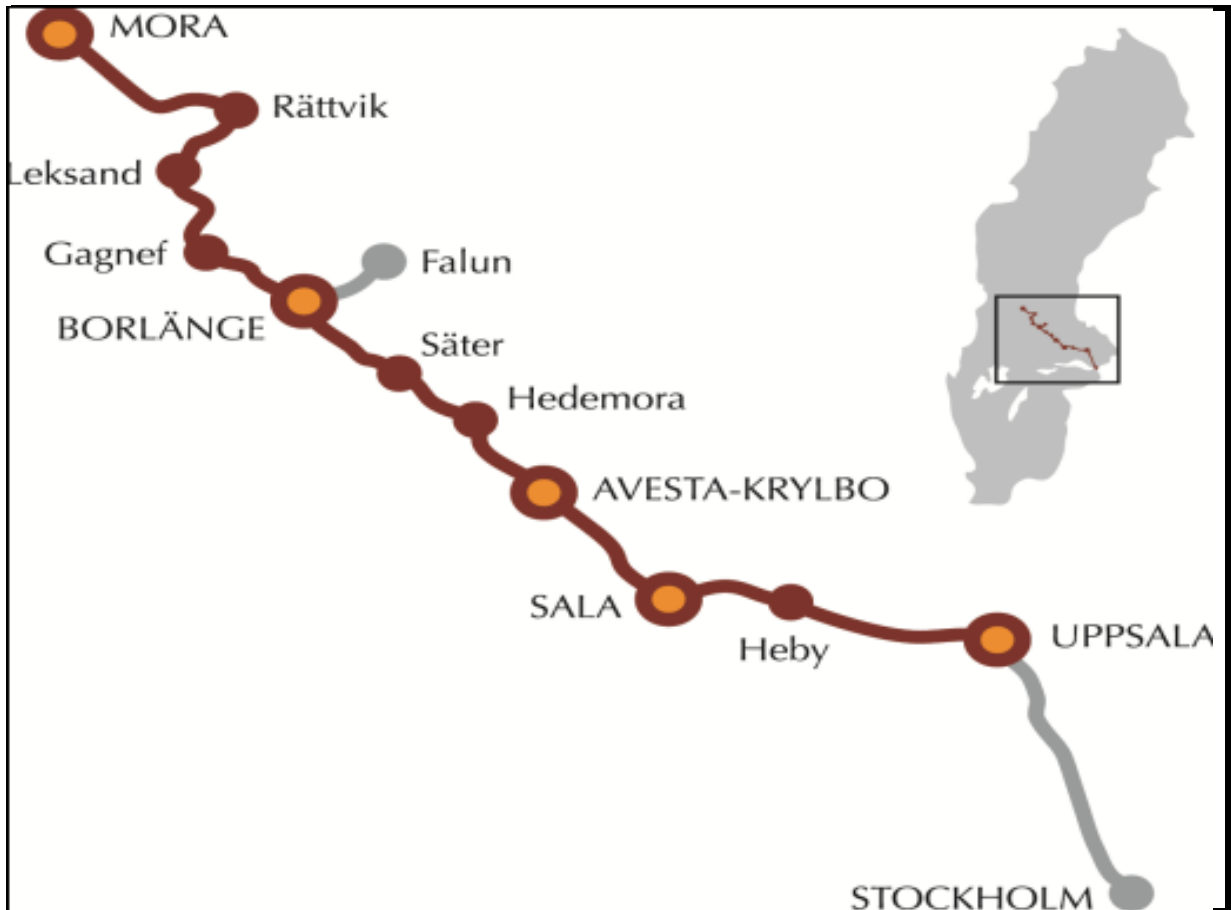 MORA
Rättvik
Leksand
Gagnef
Falun
BORLÄNGE
Säter
Hedemora
AVESTA-KRYLBO
SALA
Heby
UPPSALA
STOCKHOLM